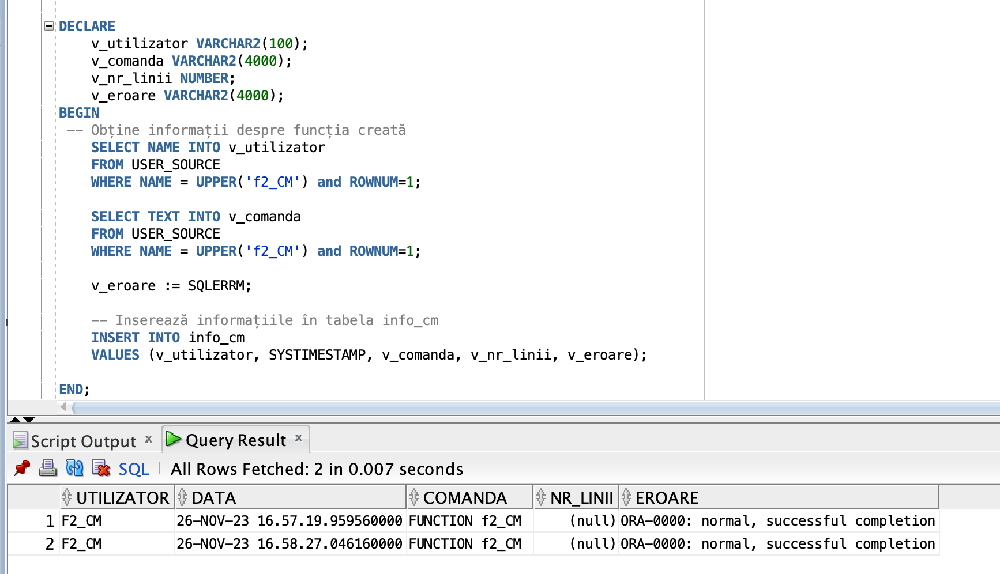 DECLARE
v_utilizator VARCHAR2(100);
v_comanda VARCHAR2(4000);
v_nr_linii NUMBER;
v_eroare VARCHAR2(4000);
BEGIN
-- Obține informații despre funcția creată
SELECT NAME INTO v_utilizator
FROM USER_SOURCE
WHERE NAME = UPPER('f2_CM') and ROWNUM=1;
SELECT TEXT INTO v_comanda
FROM USER_SOURCE
WHERE NAME = UPPER('f2_CM') and ROWNUM=1;
v_eroare := SQLERRM;
-- Inserează informațiile în tabela info_cm
INSERT INTO info_cm
VALUES (v_utilizator, SYSTIMESTAMP, v_comanda, v_nr_linii, v_eroare);
END;
Script Output x Query Result x
SQL | All Rows Fetched: 2 in 0.007 seconds
UTILIZATOR DATA COMANDA NR_LINII EROARE
1 F2_CM 26-NOV-23 16.57.19.959560000 FUNCTION f2_CM (null) ORA-0000: normal, successful completion
2 F2_CM 26-NOV-23 16.58.27.046160000 FUNCTION f2_CM (null) ORA-0000: normal, successful completion